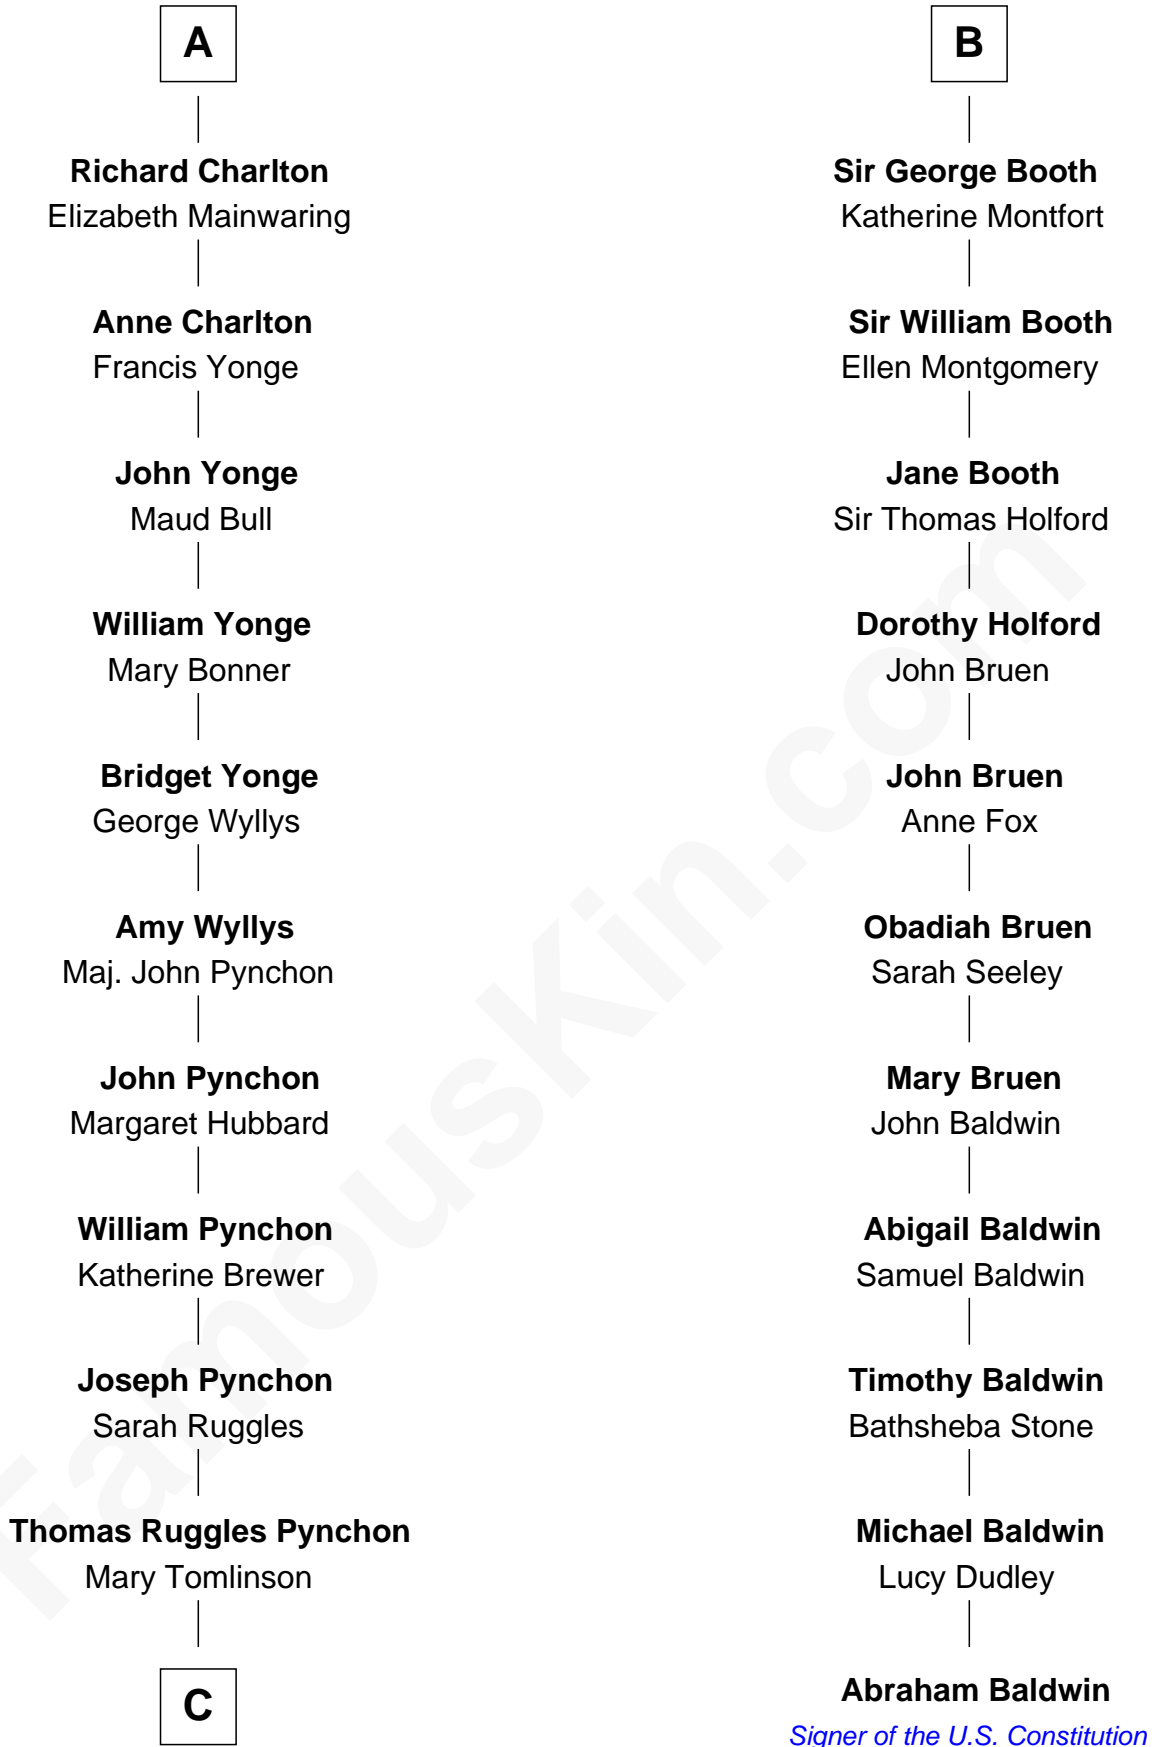 A
Richard Charlton
Elizabeth Mainwaring
Anne Charlton
Francis Yonge
John Yonge
Maud Bull
William Yonge
Mary Bonner
Bridget Yonge
George Wyllys
Amy Wyllys
Maj. John Pynchon
John Pynchon
Margaret Hubbard
William Pynchon
Katherine Brewer
Joseph Pynchon
Sarah Ruggles
Thomas Ruggles Pynchon
Mary Tomlinson
C
B
Sir George Booth
Katherine Montfort
Sir William Booth
Ellen Montgomery
Jane Booth
Sir Thomas Holford
Dorothy Holford
John Bruen
John Bruen
Anne Fox
Obadiah Bruen
Sarah Seeley
Mary Bruen
John Baldwin
Abigail Baldwin
Samuel Baldwin
Timothy Baldwin
Bathsheba Stone
Michael Baldwin
Lucy Dudley
Abraham Baldwin
Signer of the U.S. Constitution
FamousKin.com